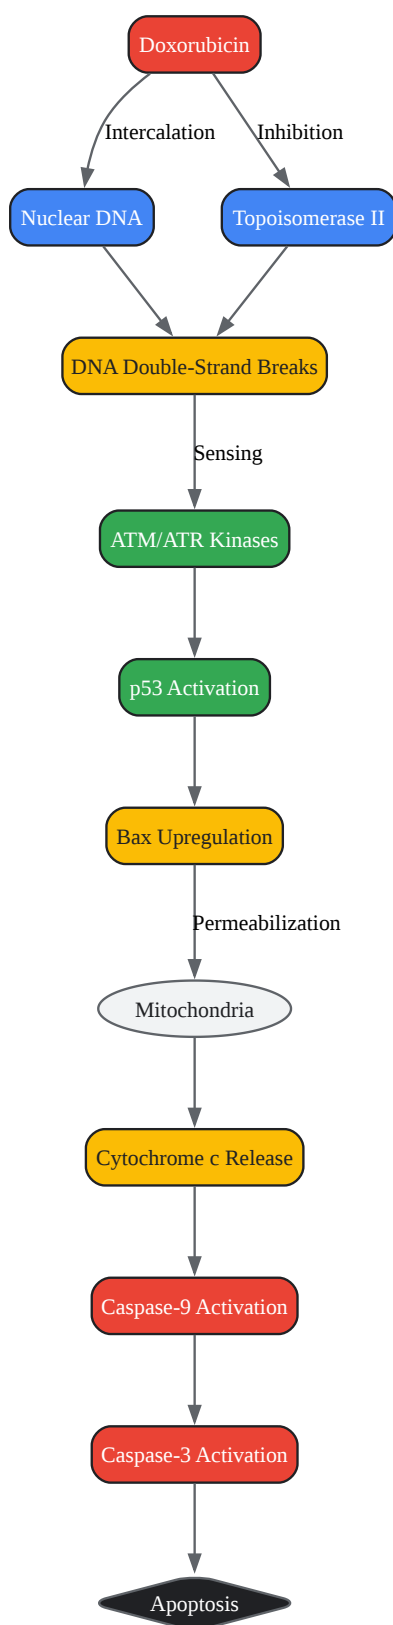 Doxorubicin
Intercalation
Inhibition
Nuclear DNA
Topoisomerase II
DNA Double-Strand Breaks
Sensing
ATM/ATR Kinases
p53 Activation
Bax Upregulation
Permeabilization
Mitochondria
Cytochrome c Release
Caspase-9 Activation
Caspase-3 Activation
Apoptosis